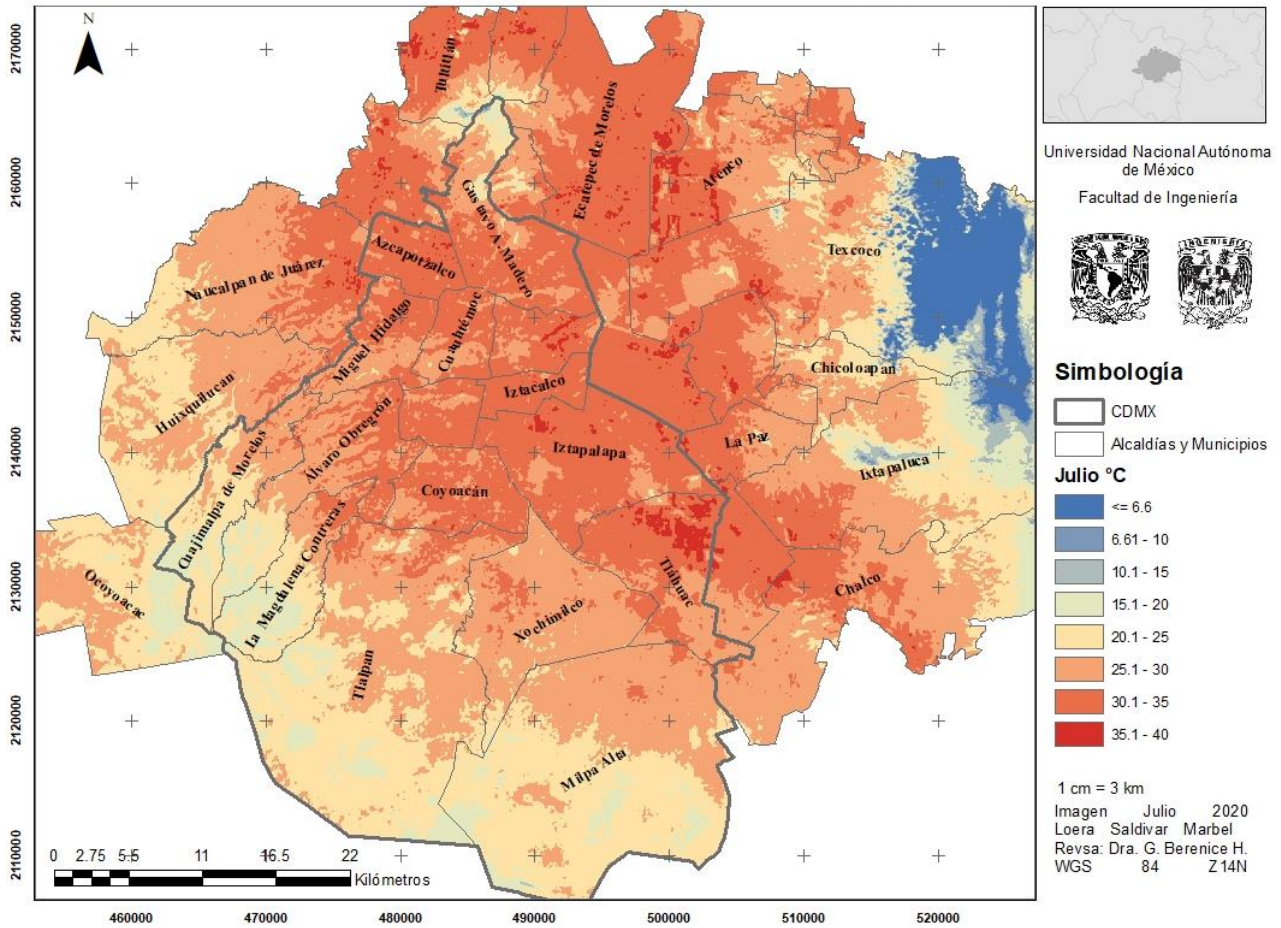 N
2170000
2160000
2150000
2140000
2130000
2120000
2110000
Tultitlán
Ecatepec de Morelos
Atenco
Gustavo A. Madero
Azcapotzalco
Texcoco
Naucalpan de Juárez
Miguel Hidalgo
Cuauhtémoc
Chicoloapan
Huixquilucan
Iztacalco
Alvaro Obregón
Iztapalapa
La Paz
Ixtapaluca
Cuajimalpa de Morelos
Coyoacán
La Magdalena Contreras
Ocoyoacac
Tláhuac
Chalco
Xochimilco
Tlalpan
Milpa Alta
0 2.75 5.5 11 16.5 22
Kilómetros
460000 470000 480000 490000 500000 510000 520000
Universidad Nacional Autónoma
de México
Facultad de Ingeniería
INGENIERIA
Simbología
CDMX
Alcaldías y Municipios
Julio °C
<= 6.6
6.61 - 10
10.1 - 15
15.1 - 20
20.1 - 25
25.1 - 30
30.1 - 35
35.1 - 40
1 cm = 3 km
Imagen Julio 2020
Loera Saldivar Marbel
Revsa: Dra. G. Berenice H.
WGS 84 Z14N